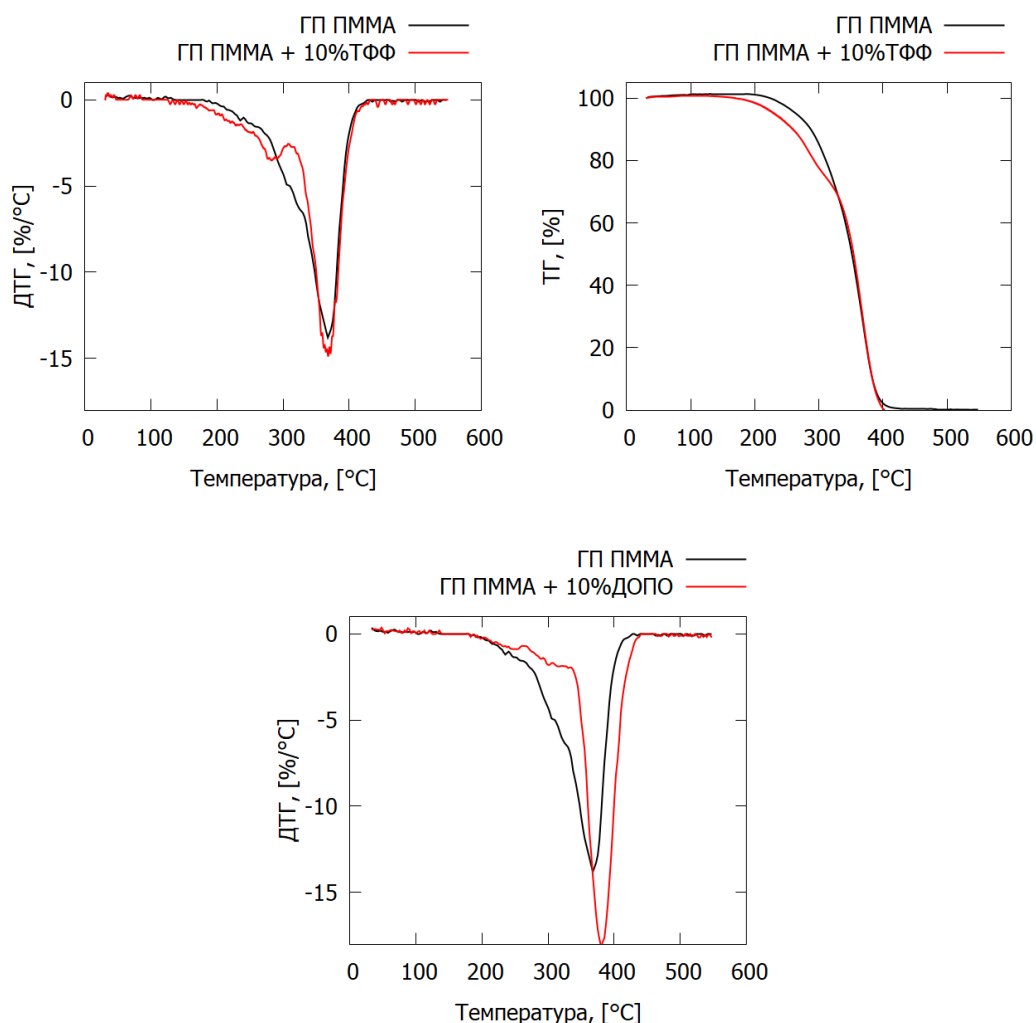 ГП ПММА
ГП ПММА + 10%ТФФ
0
-5
-10
-15
ДТГ, [%/°C]
0 100 200 300 400 500 600
Температура, [°C]
ГП ПММА
ГП ПММА + 10%ТФФ
100
80
60
40
20
0
ТГ, [%]
0 100 200 300 400 500 600
Температура, [°C]
ГП ПММА
ГП ПММА + 10%ДОПО
0
-5
-10
-15
ДТГ, [%/°C]
0 100 200 300 400 500 600
Температура, [°C]